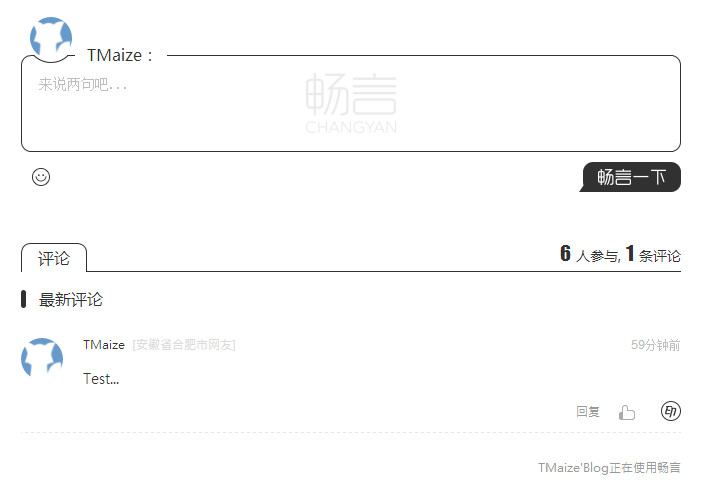 TMaize：
来说两句吧...
畅言
CHANGYAN
畅言一下
评论
6 人参与, 1 条评论
最新评论
TMaize [安徽省合肥市网友] 59分钟前
Test...
回复 印
TMaize'Blog正在使用畅言